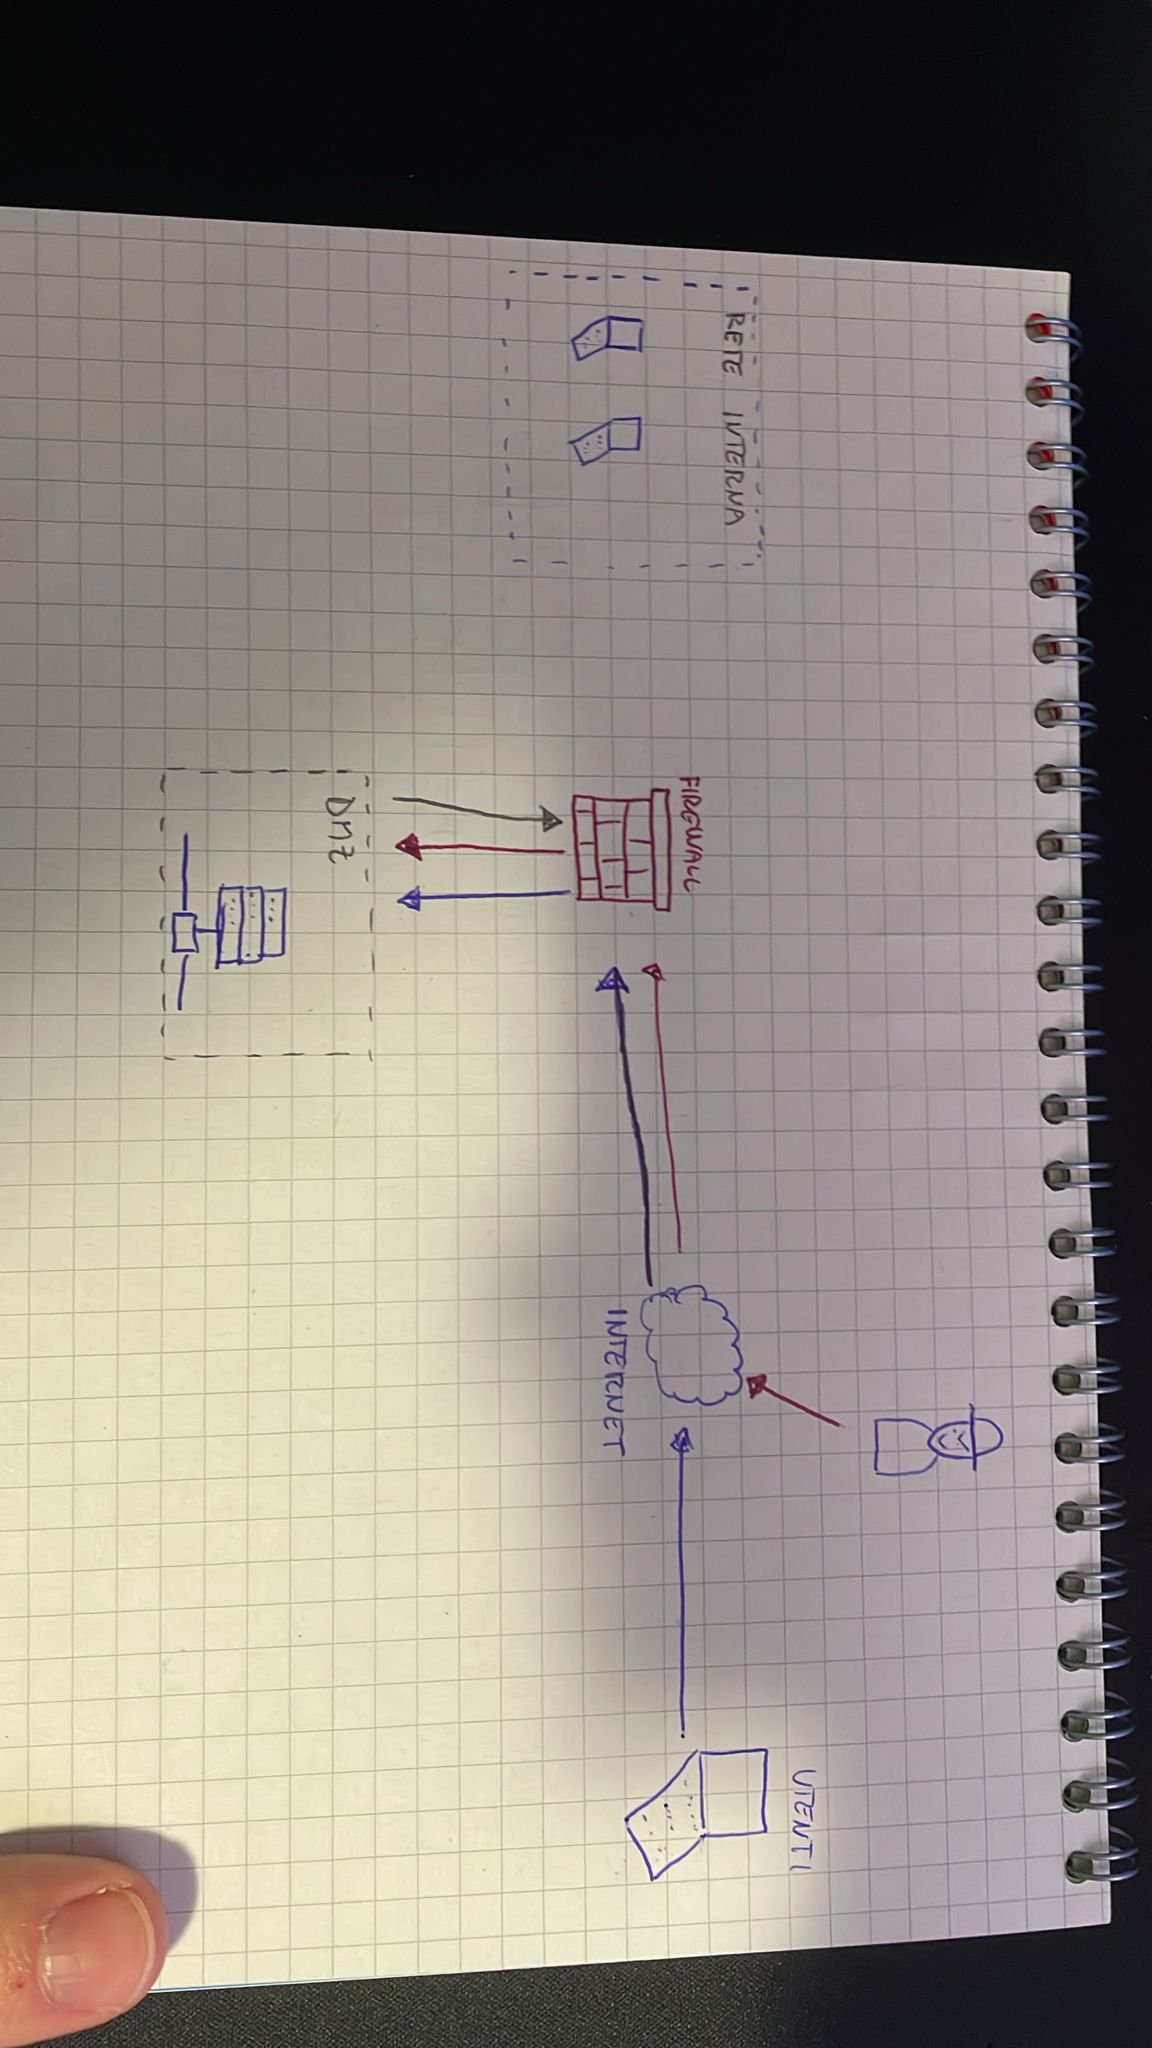 RETE INTERNA
FIREWALL
DMZ
INTERNET
UTENTI